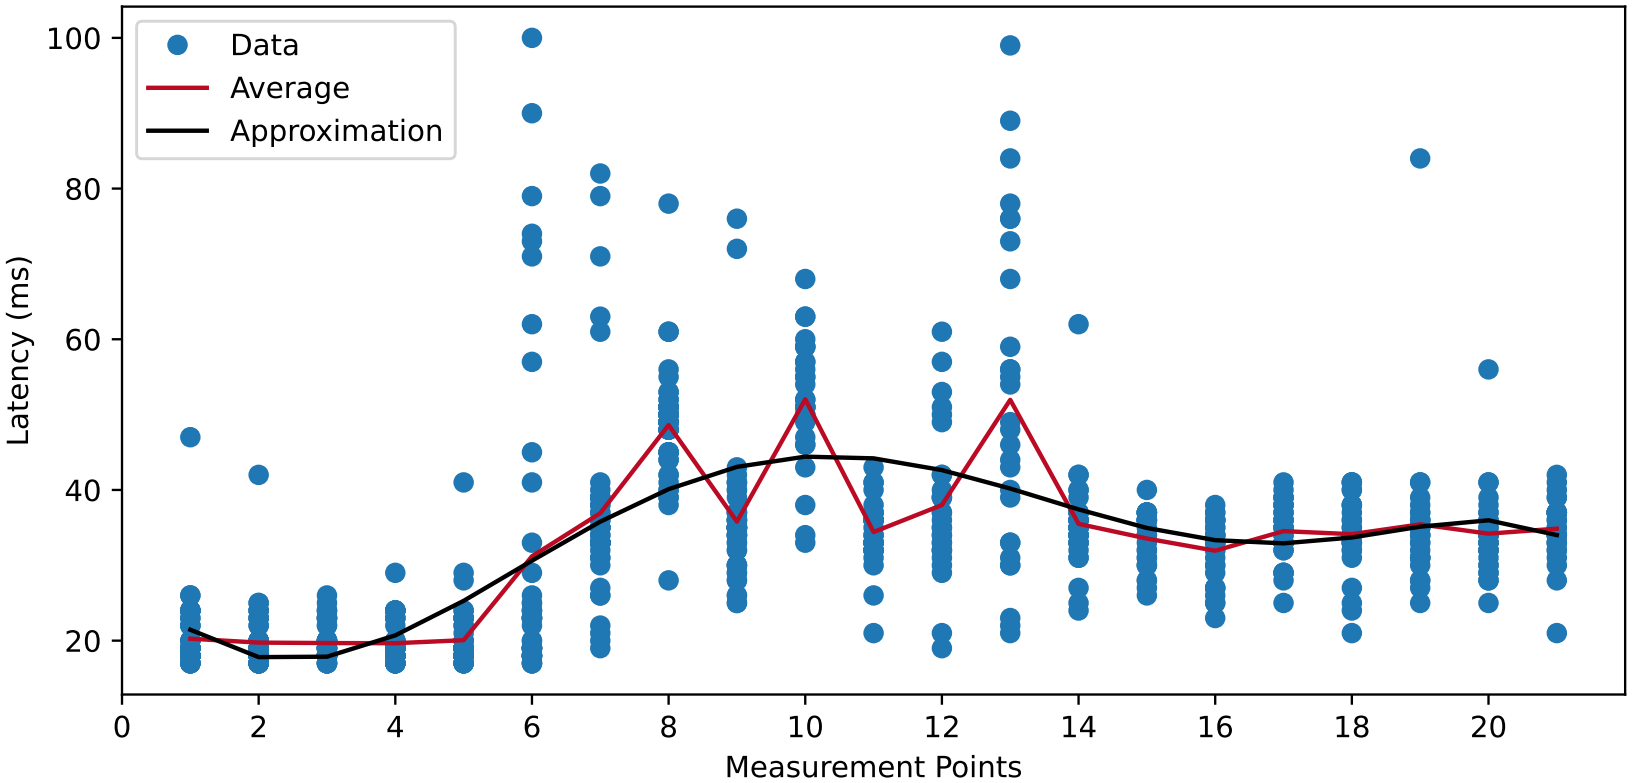 100
80
60
40
20
Latency (ms)
Data
Average
Approximation
0 2 4 6 8 10 12 14 16 18 20
Measurement Points